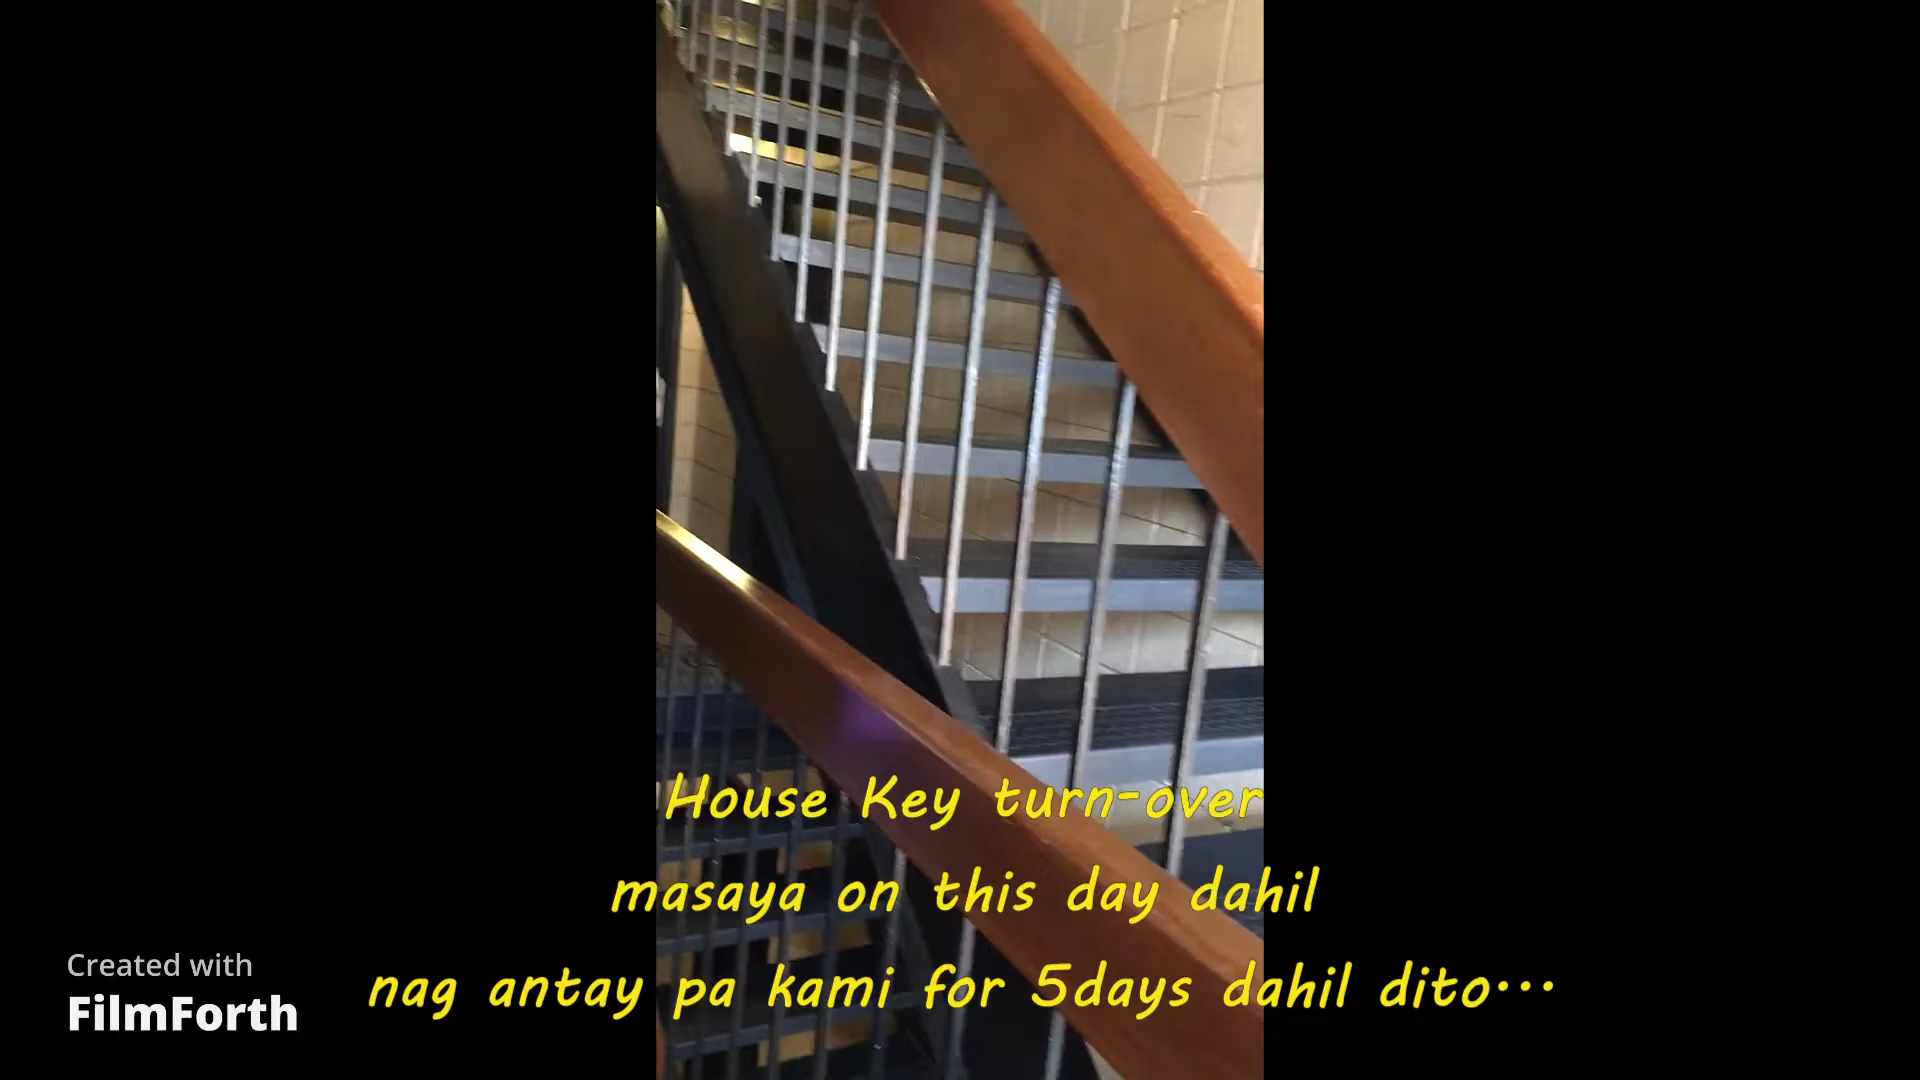 House Key turn-over
masaya on this day dahil
nag antay pa kami for 5days dahil dito...
Created with
FilmForth